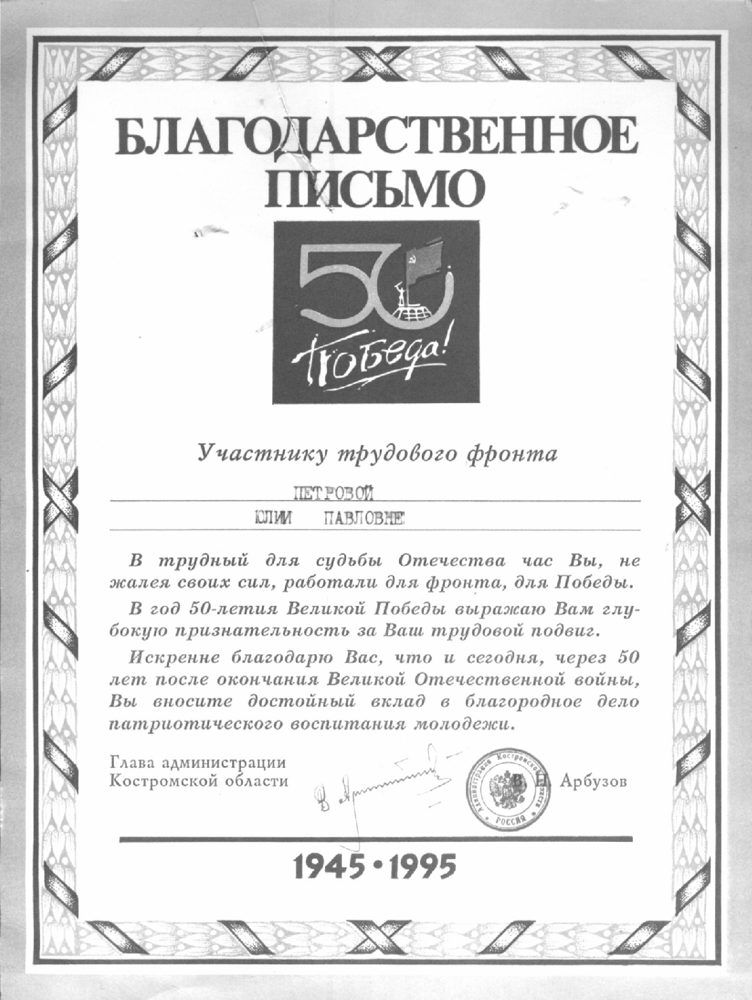 БЛАГОДАРСТВЕННОЕ
ПИСЬМО
50
Победа!
Участнику трудового фронта
ПЕТРОВОЙ
ЮЛИИ ПАВЛОВНЕ
В трудный для судьбы Отечества час Вы, не
жалея своих сил, работали для фронта, для Победы.
В год 50-летия Великой Победы выражаю Вам глу-
бокую признательность за Ваш трудовой подвиг.
Искренне благодарю Вас, что и сегодня, через 50
лет после окончания Великой Отечественной войны,
Вы вносите достойный вклад в благородное дело
патриотического воспитания молодежи.
Глава администрации
Костромской области
В. П. Арбузов
Администрация Костромской области
РОССИЯ
1945 • 1995